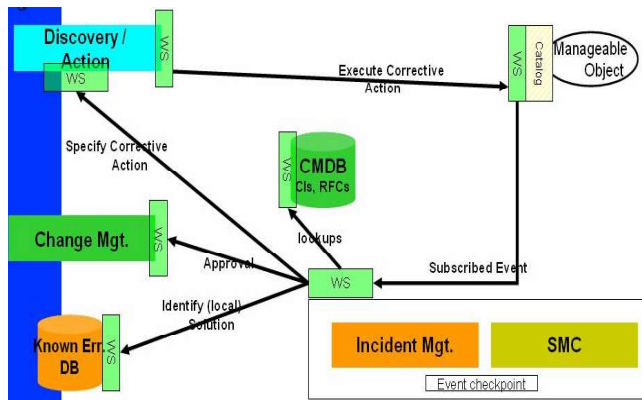 Discovery /
Action
WS
WS
Execute Corrective
Action
WS
Catalog
Manageable
Object
Specify Corrective
Action
WS
CMDB
CIs, RFCs
Change Mgt.
WS
lookups
Approval
WS
Subscribed Event
Identify (local)
Solution
Known Err.
DB
WS
Incident Mgt.
SMC
Event checkpoint